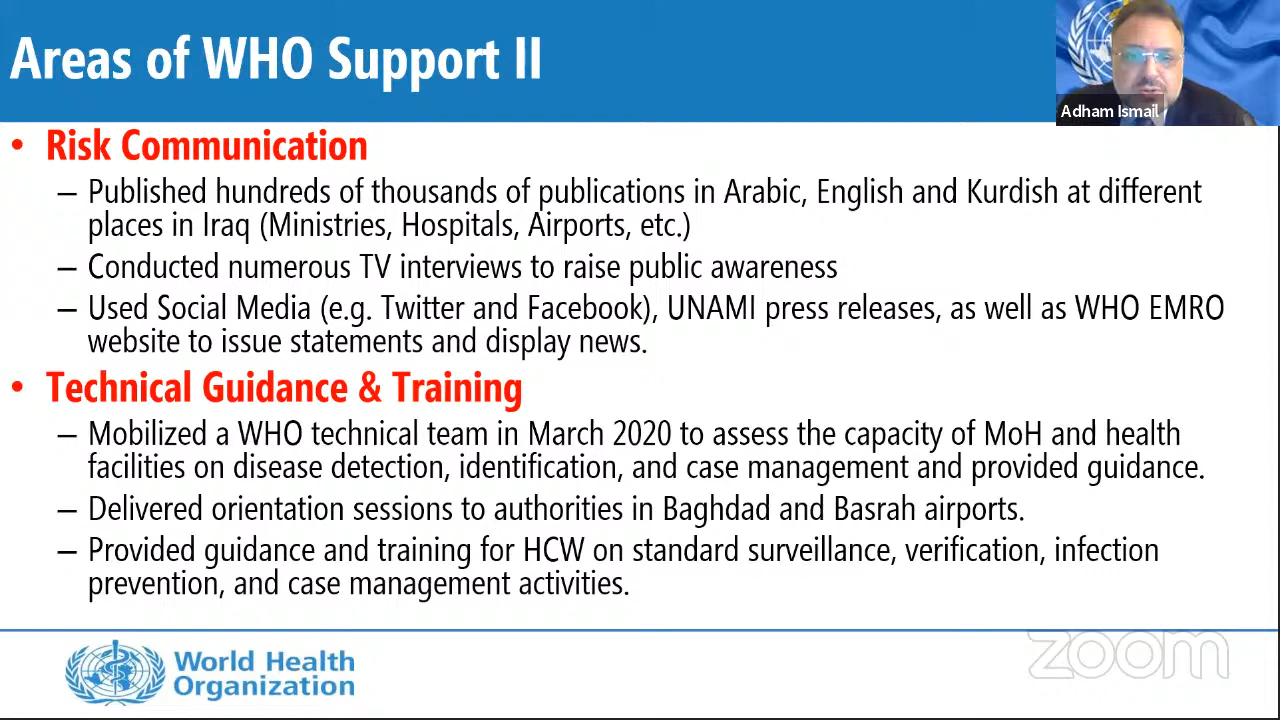 Areas of WHO Support II
Adham Ismail
• Risk Communication
– Published hundreds of thousands of publications in Arabic, English and Kurdish at different
places in Iraq (Ministries, Hospitals, Airports, etc.)
– Conducted numerous TV interviews to raise public awareness
– Used Social Media (e.g. Twitter and Facebook), UNAMI press releases, as well as WHO EMRO
website to issue statements and display news.
• Technical Guidance & Training
– Mobilized a WHO technical team in March 2020 to assess the capacity of MoH and health
facilities on disease detection, identification, and case management and provided guidance.
– Delivered orientation sessions to authorities in Baghdad and Basrah airports.
– Provided guidance and training for HCW on standard surveillance, verification, infection
prevention, and case management activities.
World Health
Organization
zoom